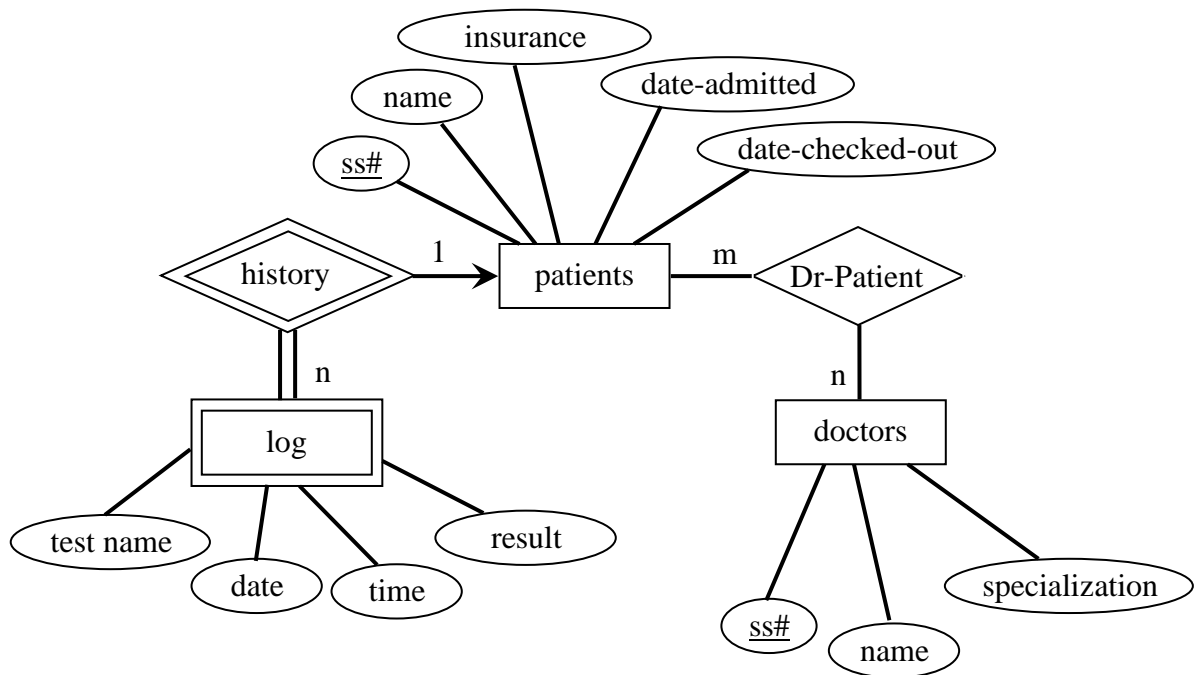 insurance
name
date-admitted
ss#
date-checked-out
history
1
patients
m
Dr-Patient
n
n
log
doctors
test name
date
time
result
specialization
ss#
name